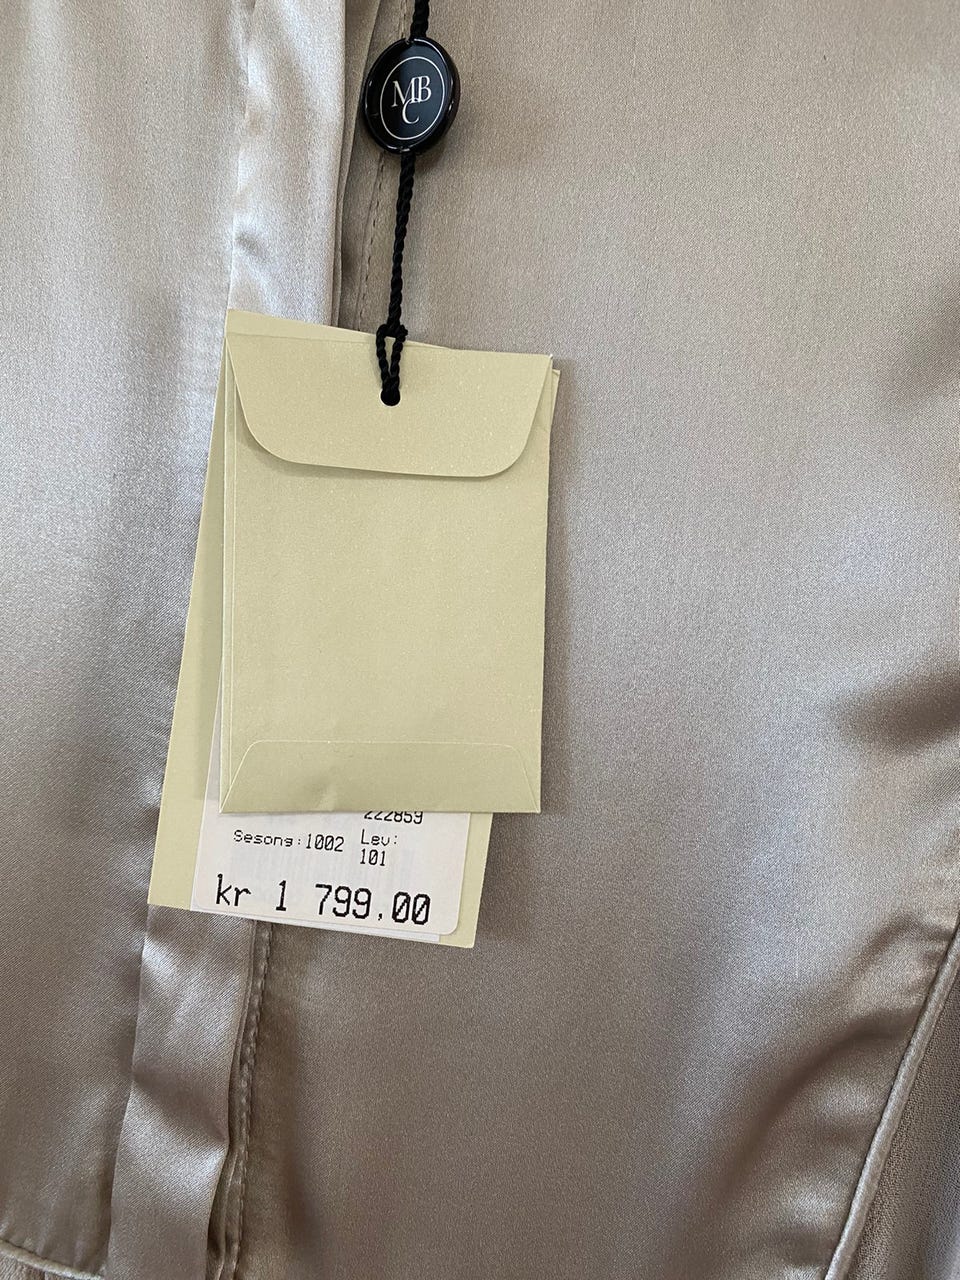 MBC
222859
Sesong:1002 Lev:
101
kr 1 799,00